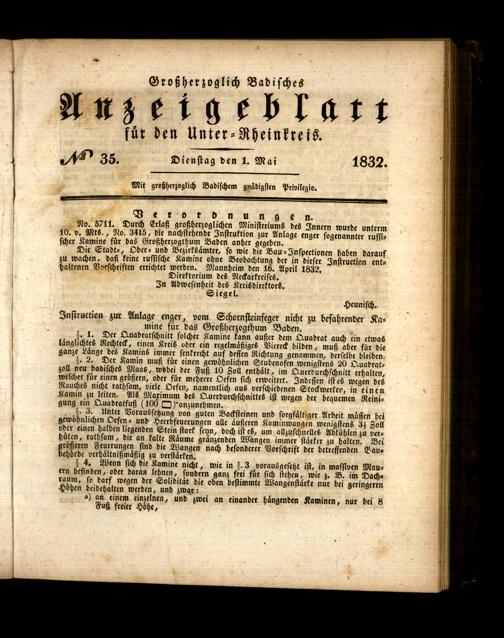 Großherzoglich Badisches
Anzeigeblatt
für den Unter-Rheinkreis.
No 35. Dienstag den 1. Mai 1832.
Mit großherzoglich Badischem gnädigsten Privilegio.
Verordnungen.
No. 5711. Durch Erlaß großherzoglichen Ministeriums des Innern wurde unterm
10. v. Mts., No. 3415, die nachstehende Instruktion zur Anlage enger sogenannter russi-
scher Kamine für das Großherzogthum Baden anher gegeben.
Die Stadt-, Ober- und Bezirksämter, so wie die Bau-Inspectionen haben darauf
zu wachen, daß keine russische Kamine ohne Beobachtung der in dieser Instruction ent-
haltenen Vorschriften errichtet werden. Mannheim den 16. April 1832.
Direktorium des Neckarkreises.
In Abwesenheit des Kreisdirectors.
Siegel.
Heunisch.
Instruction zur Anlage enger, vom Schornsteinfeger nicht zu befahrender Ka-
mine für das Großherzogthum Baden.
§. 1. Der Quadratschnitt solcher Kamine kann außer dem Quadrat auch ein etwas
längliches Rechteck, einen Kreis oder ein regelmäßiges Viereck bilden, muß aber für die
ganze Länge des Kamins immer senkrecht auf dessen Richtung genommen, derselbe bleiben.
§. 2. Der Kamin muß für einen gewöhnlichen Stubenofen wenigstens 20 Quadrat-
zoll neu badisches Maas, wobei der Fuß 10 Zoll enthält, im Querdurchschnitt erhalten,
welcher für einen größern, oder für mehrere Oefen sich erweitert. Indessen ist es wegen des
Rauches nicht rathsam, viele Oefen, namentlich aus verschiedenen Stockwerken, in einen
Kamin zu leiten. Als Maximum des Querdurchschnittes ist wegen der bequemen Reini-
gung ein Quadratfuß (100 □") anzunehmen.
§. 3. Unter Voraussetzung von guten Backsteinen und sorgfältiger Arbeit müssen bei
gewöhnlichen Ofen- und Heerdfeuerungen alle äußeren Kaminwangen wenigstens 3½ Zoll
oder einen halben liegenden Stein stark seyn, doch ist es, um allzuschnelles Abkühlen zu ver-
hüten, rathsam, die an kalte Räume gränzenden Wangen immer stärker zu halten. Bei
größeren Feuerungen sind die Wangen nach besonderer Vorschrift der betreffenden Bau-
behörde verhältnißmäßig zu verstärken.
§ 4. Wenn sich die Kamine nicht, wie in §. 3 vorausgesetzt ist, in massiven Mau-
ern befinden, oder daran lehnen, sondern ganz frei für sich stehen, wie z. B. im Dach-
raum, so darf wegen der Solidität die oben bestimmte Wangenstärke nur bei geringeren
Höhen beibehalten werden, und zwar:
a) an einem einzelnen, und zwei an einander hängenden Kaminen, nur bei 8
Fuß freier Höhe,